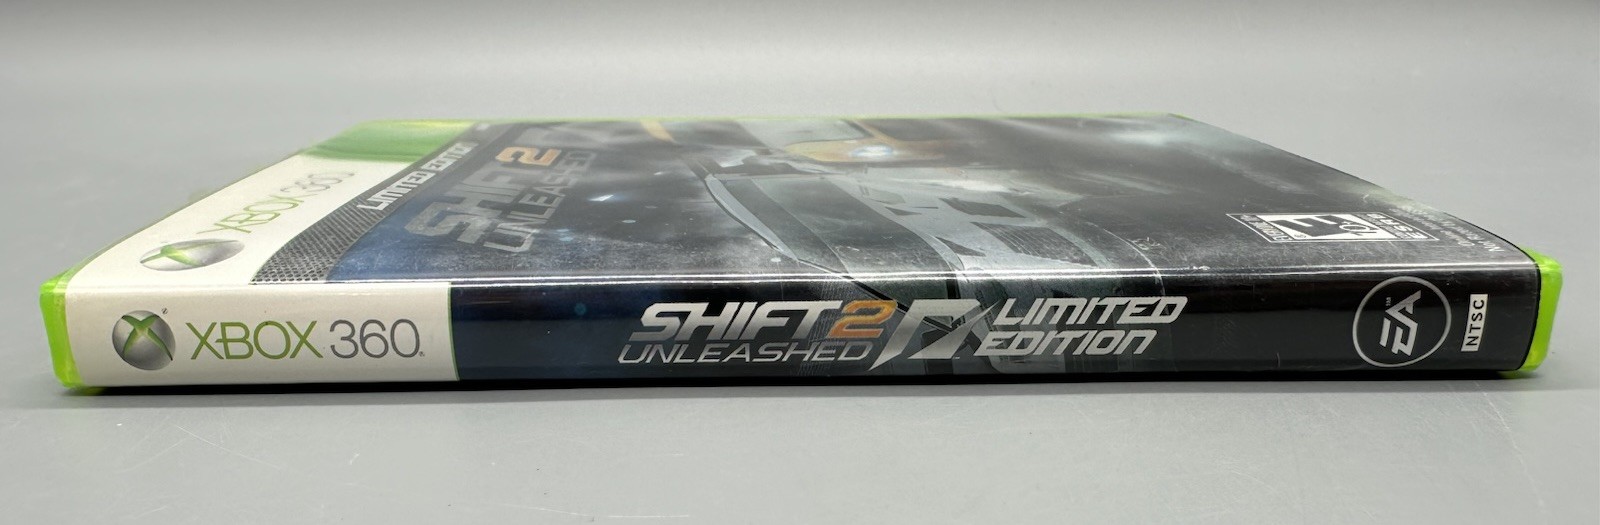 XBOX 360
LIMITED EDITION
SHIFT 2
UNLEASHED
E
XBOX 360
SHIFT 2
UNLEASHED
LIMITED
EDITION
EA
NTSC